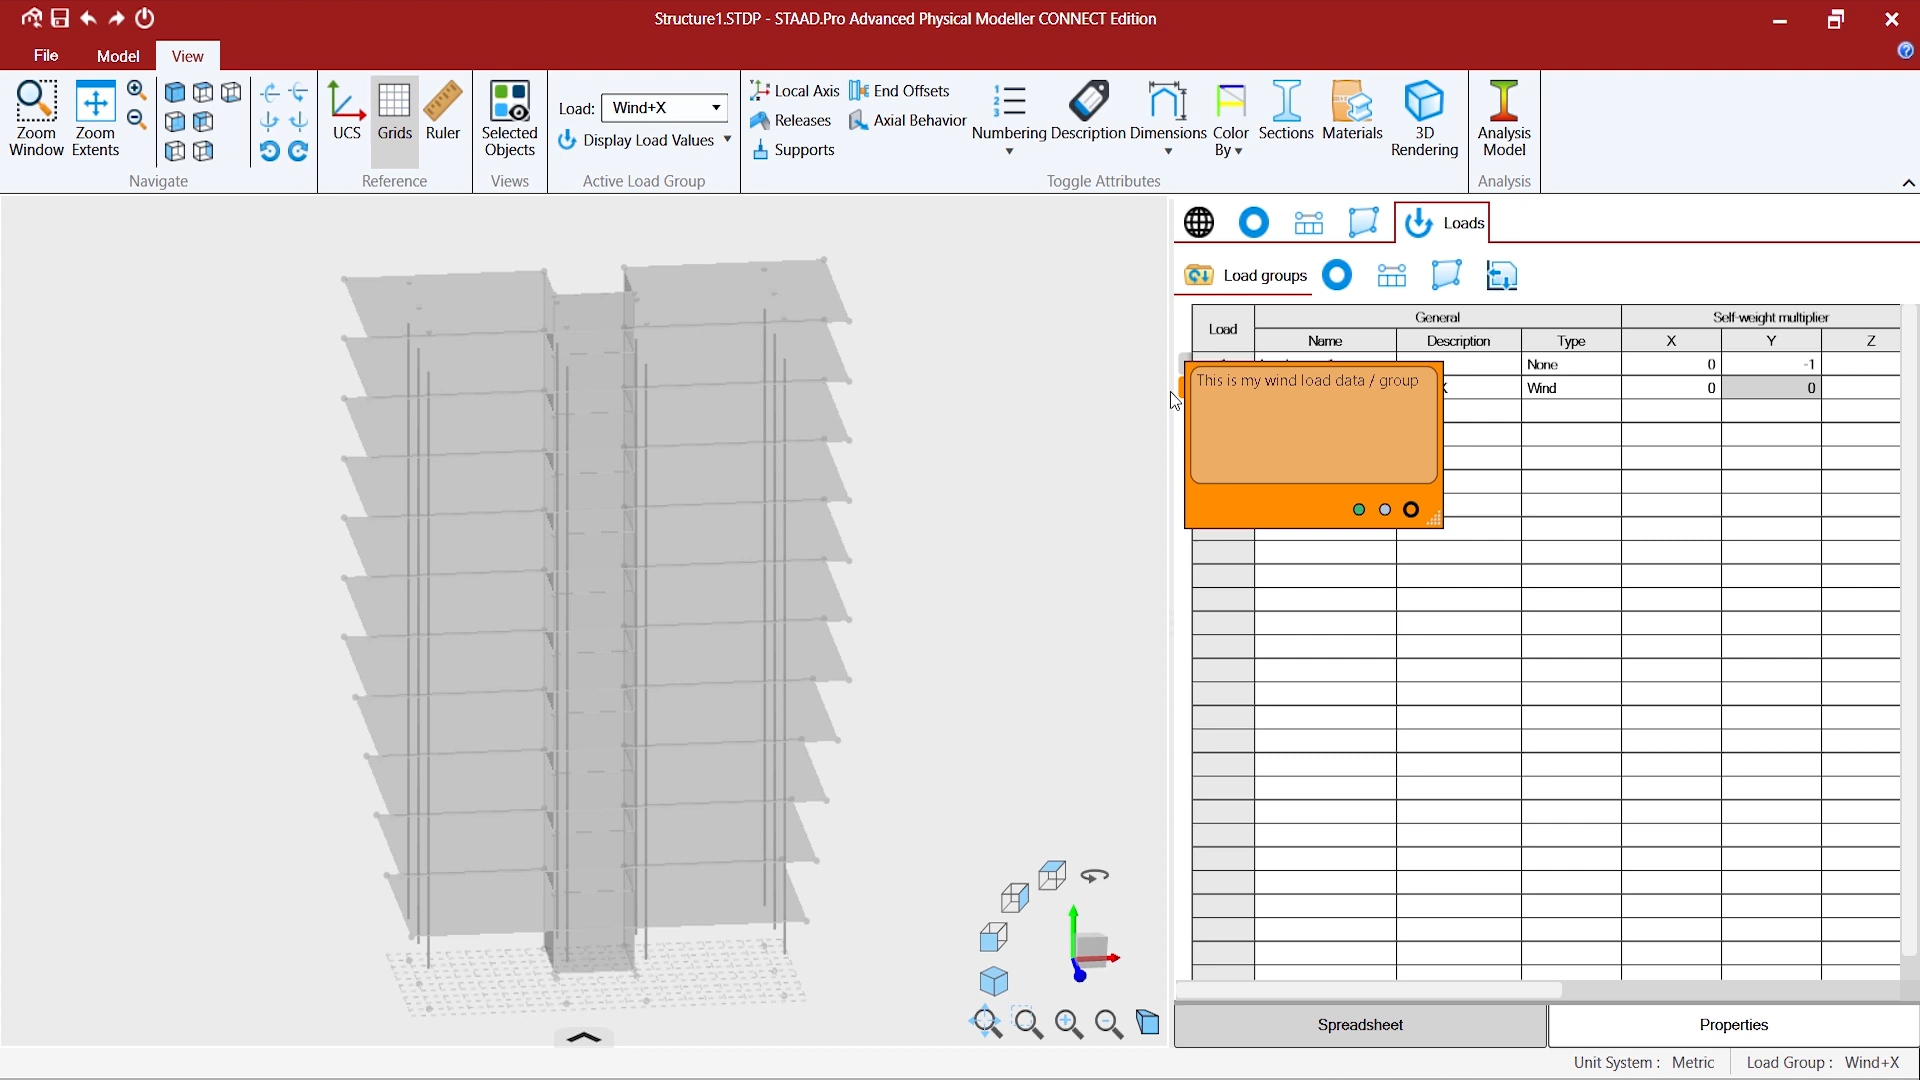 Structure1.STDP - STAAD.Pro Advanced Physical Modeller CONNECT Edition
File Model View
Zoom Window
Zoom Extents
Navigate
UCS
Grids
Ruler
Reference
Selected Objects
Views
Load: Wind+X
Display Load Values
Active Load Group
Local Axis
Releases
Supports
End Offsets
Axial Behavior
Numbering
Description
Dimensions
Color By
Sections
Materials
3D Rendering
Toggle Attributes
Analysis Model
Analysis
Loads
Load groups
Load General Self-weight multiplier
Name Description Type X Y Z
None 0 -1
Wind 0 0
This is my wind load data / group
Spreadsheet Properties
Unit System : Metric Load Group : Wind+X